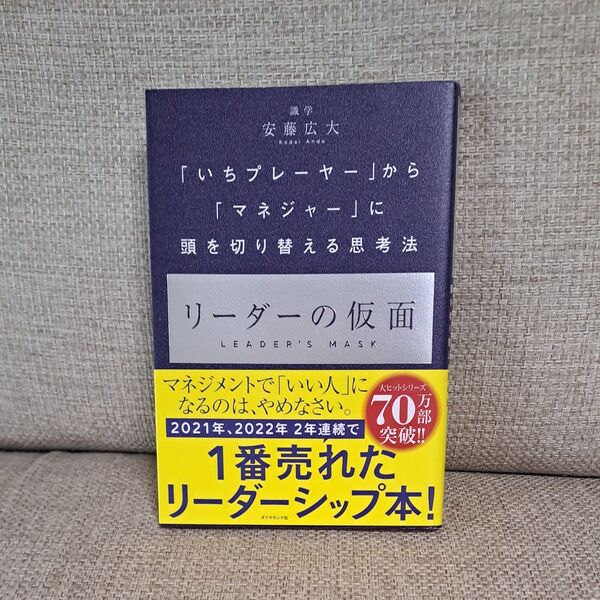 識学
安藤広大
Kodai Ando
「いちプレーヤー」から
「マネジャー」に
頭を切り替える思考法
リーダーの仮面
LEADER'S MASK
マネジメントで「いい人」に
なるのは、やめなさい。
大ヒットシリーズ
70万部
突破!!
2021年、2022年 2年連続で
1番売れた
リーダーシップ本!
ダイヤモンド社